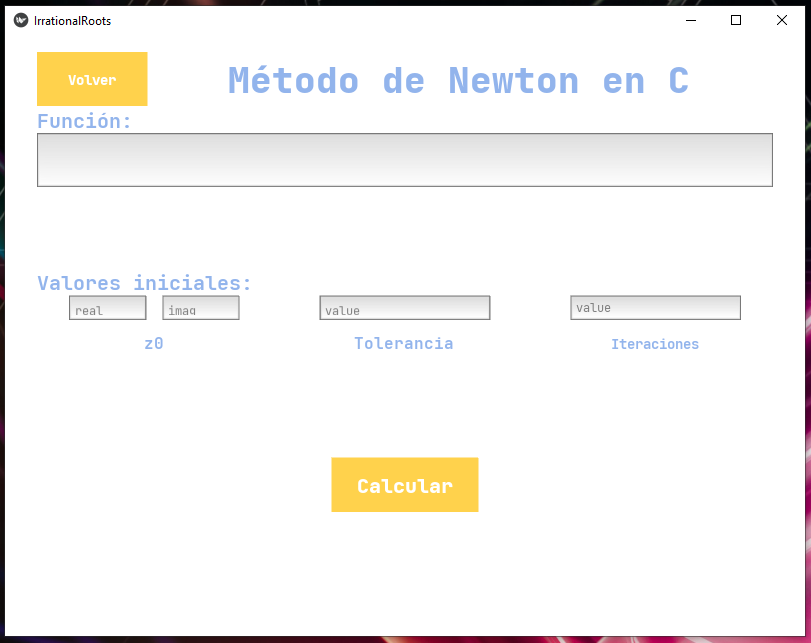 IrrationalRoots
Volver
Método de Newton en C
Función:
Valores iniciales:
real imag value value
z0 Tolerancia Iteraciones
Calcular